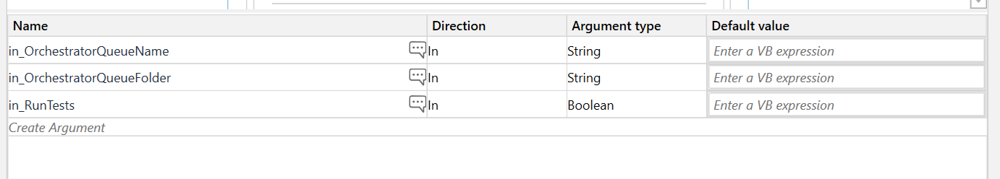 Name Direction Argument type Default value
in_OrchestratorQueueName In String Enter a VB expression
in_OrchestratorQueueFolder In String Enter a VB expression
in_RunTests In Boolean Enter a VB expression
Create Argument